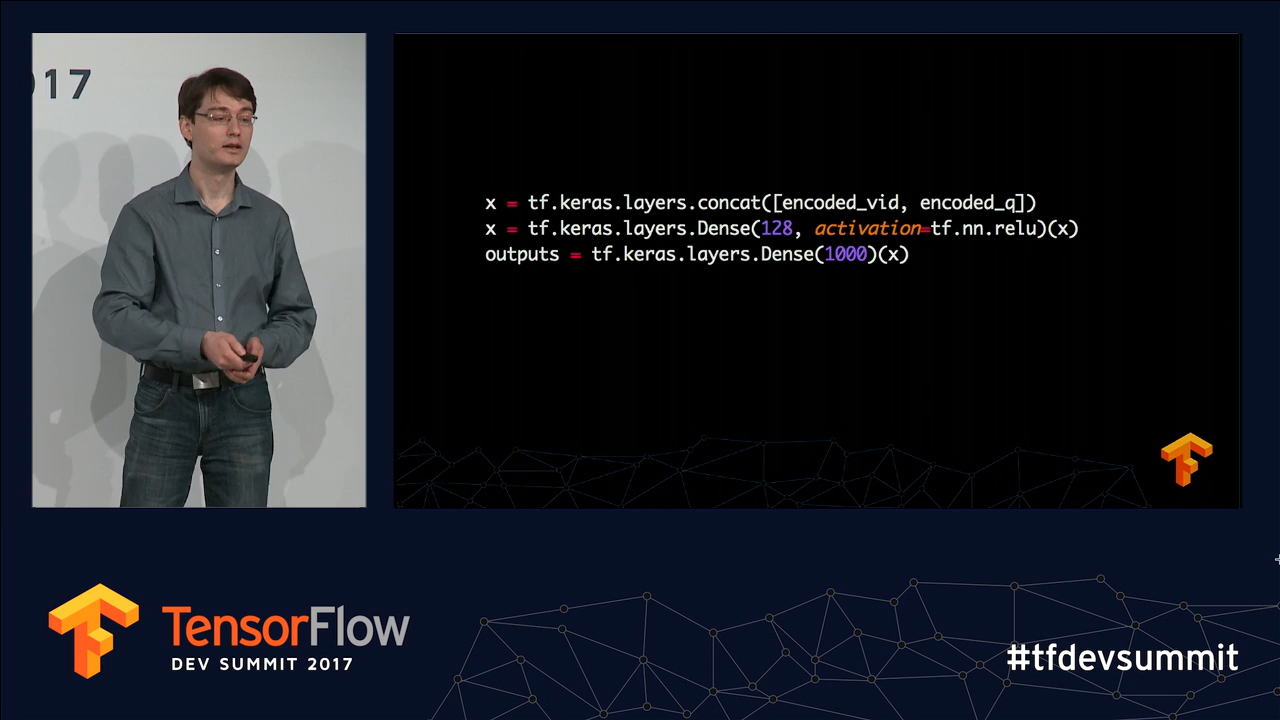 17
x = tf.keras.layers.concat([encoded_vid, encoded_q])
x = tf.keras.layers.Dense(128, activation=tf.nn.relu)(x)
outputs = tf.keras.layers.Dense(1000)(x)
TensorFlow
DEV SUMMIT 2017
#tfdevsummit